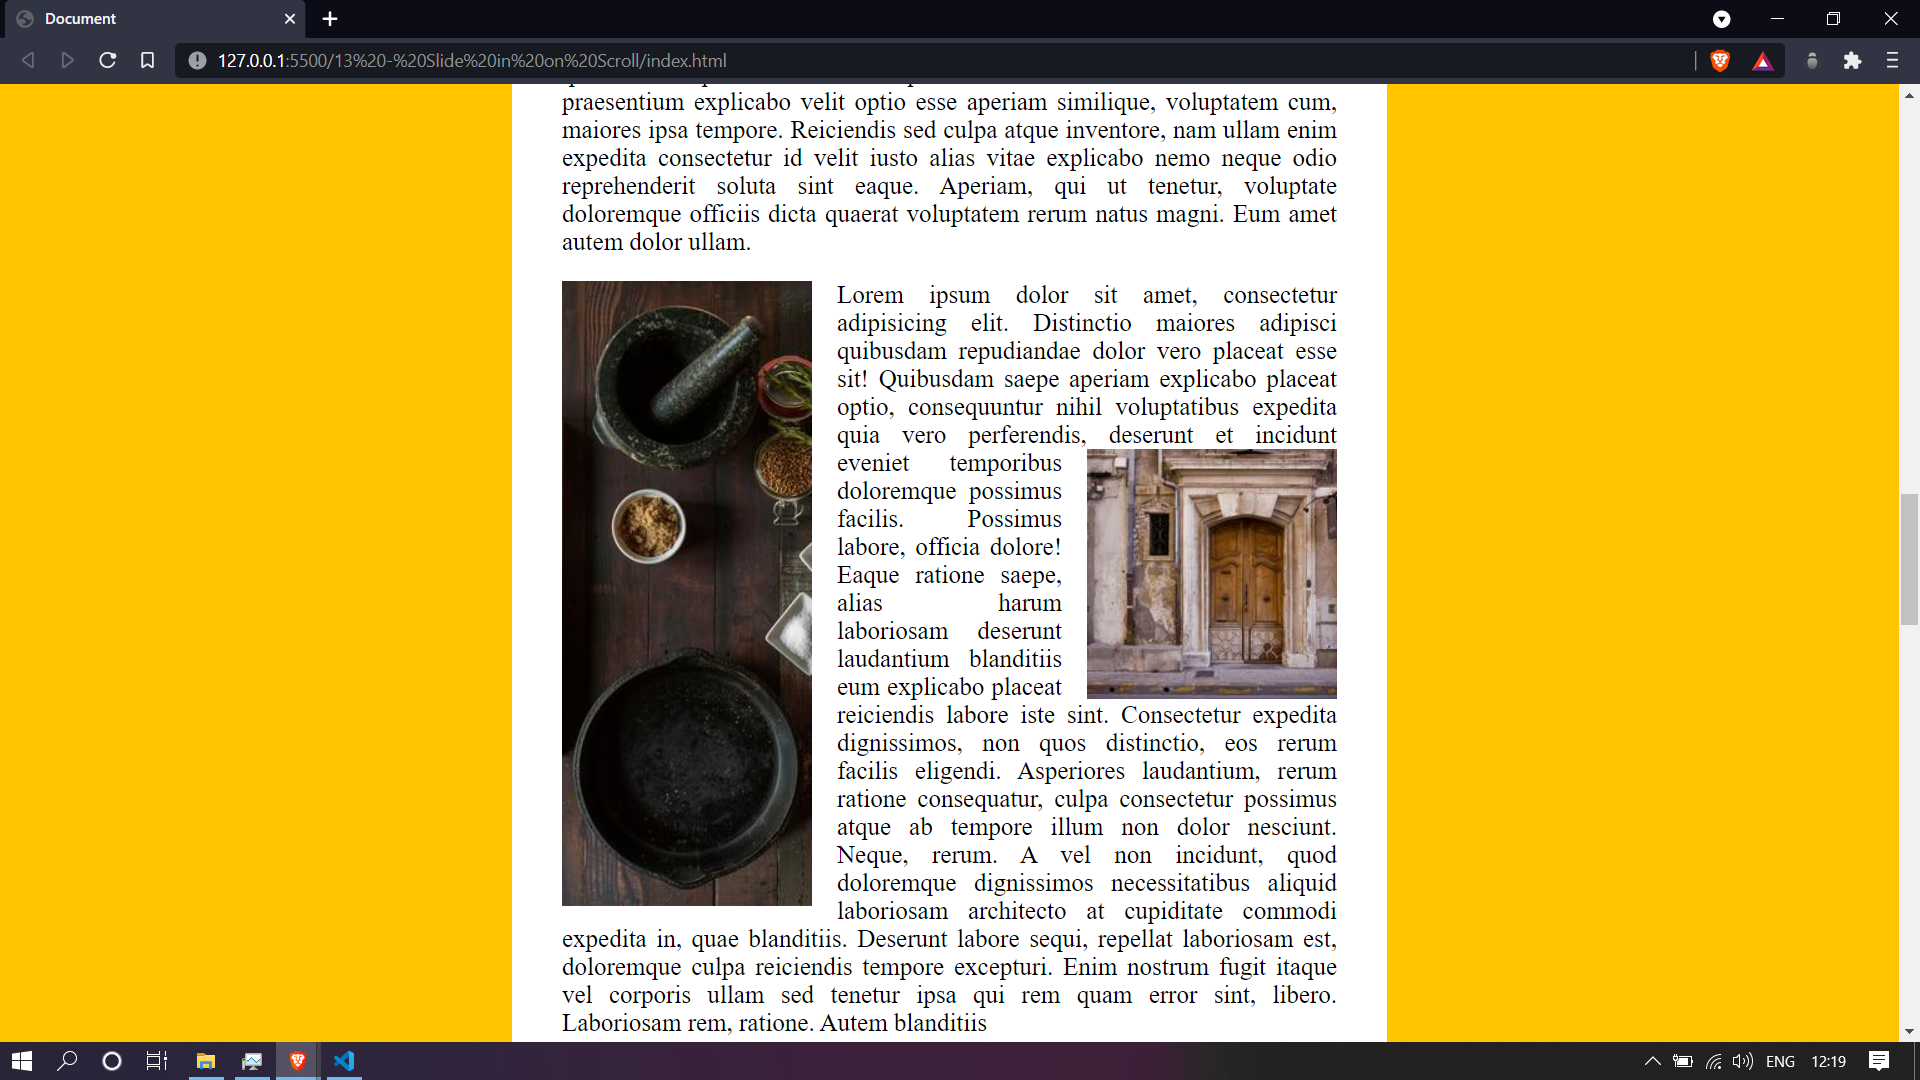 Document
127.0.0.1:5500/13%20-%20Slide%20in%20on%20Scroll/index.html
praesentium explicabo velit optio esse aperiam similique, voluptatem cum,
maiores ipsa tempore. Reiciendis sed culpa atque inventore, nam ullam enim
expedita consectetur id velit iusto alias vitae explicabo nemo neque odio
reprehenderit soluta sint eaque. Aperiam, qui ut tenetur, voluptate
doloremque officiis dicta quaerat voluptatem rerum natus magni. Eum amet
autem dolor ullam.
Lorem ipsum dolor sit amet, consectetur
adipisicing elit. Distinctio maiores adipisci
quibusdam repudiandae dolor vero placeat esse
sit! Quibusdam saepe aperiam explicabo placeat
optio, consequuntur nihil voluptatibus expedita
quia vero perferendis, deserunt et incidunt
eveniet temporibus
doloremque possimus
facilis. Possimus
labore, officia dolore!
Eaque ratione saepe,
alias harum
laboriosam deserunt
laudantium blanditiis
eum explicabo placeat
reiciendis labore iste sint. Consectetur expedita
dignissimos, non quos distinctio, eos rerum
facilis eligendi. Asperiores laudantium, rerum
ratione consequatur, culpa consectetur possimus
atque ab tempore illum non dolor nesciunt.
Neque, rerum. A vel non incidunt, quod
doloremque dignissimos necessitatibus aliquid
laboriosam architecto at cupiditate commodi
expedita in, quae blanditiis. Deserunt labore sequi, repellat laboriosam est,
doloremque culpa reiciendis tempore excepturi. Enim nostrum fugit itaque
vel corporis ullam sed tenetur ipsa qui rem quam error sint, libero.
Laboriosam rem, ratione. Autem blanditiis
ENG
12:19